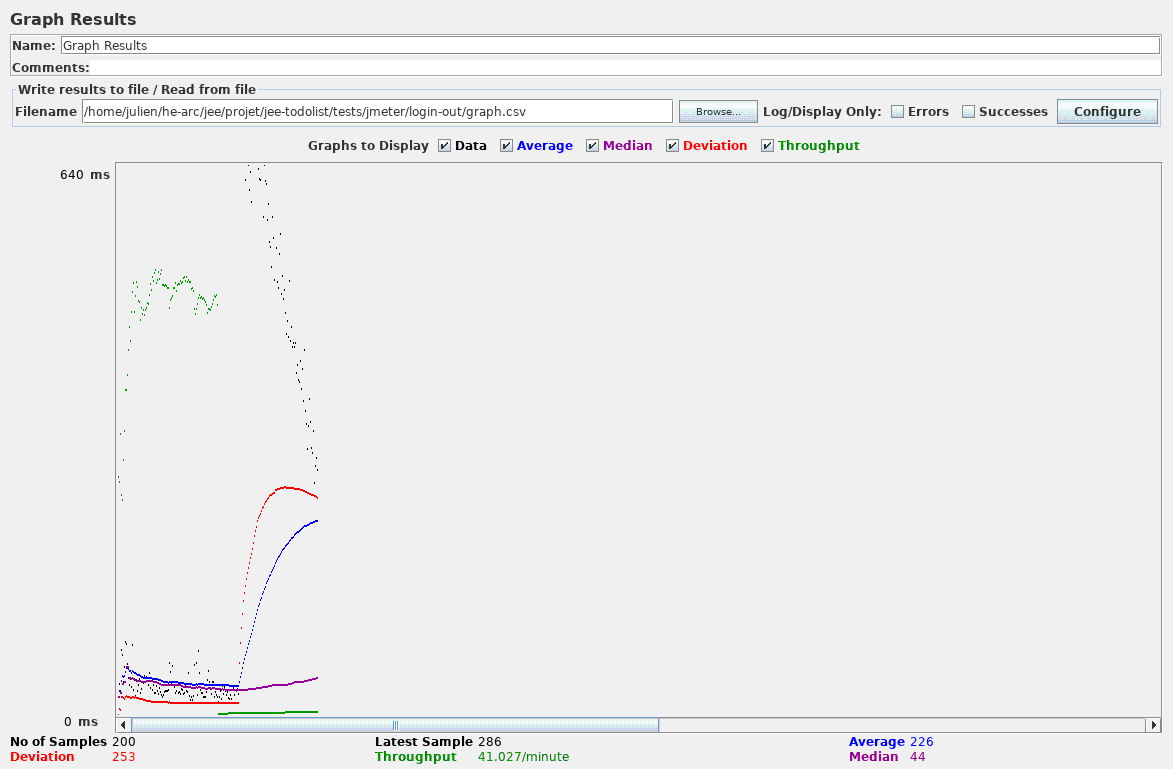 Graph Results
Name: Graph Results
Comments:
Write results to file / Read from file
Filename /home/julien/he-arc/jee/projet/jee-todolist/tests/jmeter/login-out/graph.csv Browse... Log/Display Only: Errors Successes Configure
Graphs to Display Data Average Median Deviation Throughput
640 ms
0 ms
No of Samples 200 Latest Sample 286 Average 226
Deviation 253 Throughput 41.027/minute Median 44